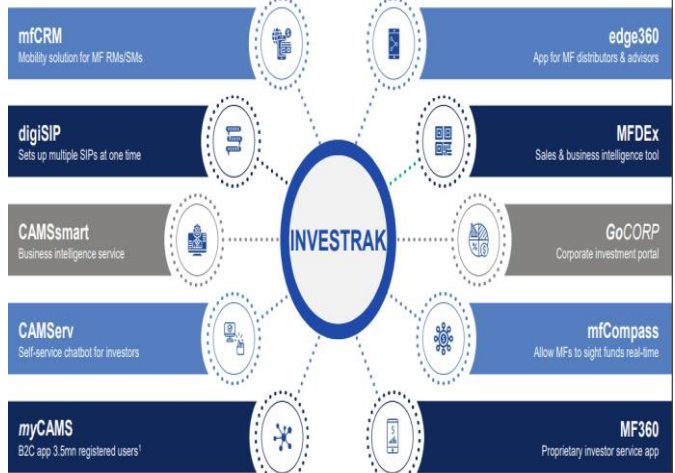 mfCRM
Mobility solution for MF RMs/SMs
edge360
App for MF distributors & advisors
digiSIP
Sets up multiple SIPs at one time
MFDEx
Sales & business intelligence tool
CAMSsmart
Business intelligence service
INVESTRAK
GoCORP
Corporate investment portal
CAMServ
Self-service chatbot for investors
mfCompass
Allow MFs to sight funds real-time
myCAMS
B2C app 3.5mn registered users¹
MF360
Proprietary investor service app